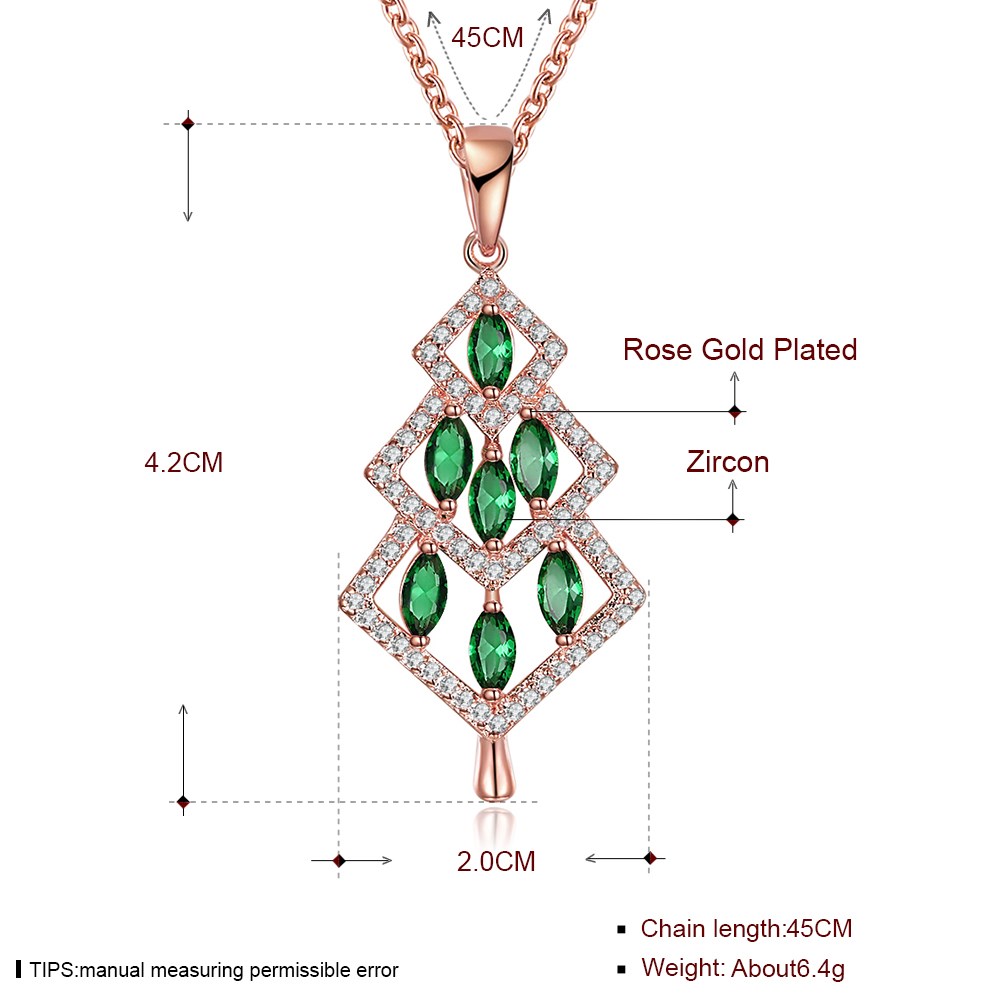 45CM
Rose Gold Plated
4.2CM
Zircon
2.0CM
▪ Chain length:45CM
▪ Weight: About6.4g
TIPS:manual measuring permissible error